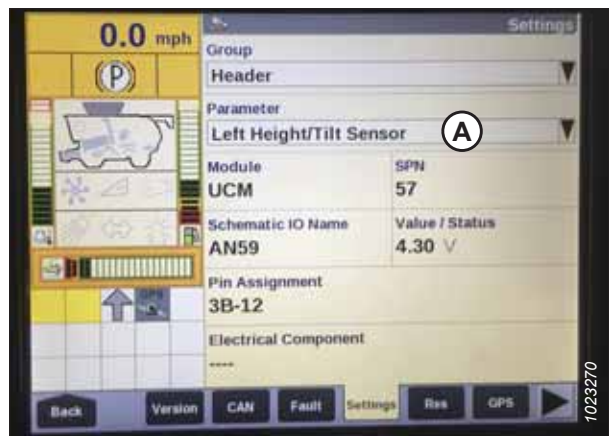 0.0 mph
Settings
Group
(P)
Header
Parameter
Left Height/Tilt Sensor
A
Module
SPN
UCM
57
Schematic IO Name
Value / Status
AN59
4.30 V
Pin Assignment
3B-12
Electrical Component
----
Back
Version
CAN
Fault
Settings
Res
GPS
1023270